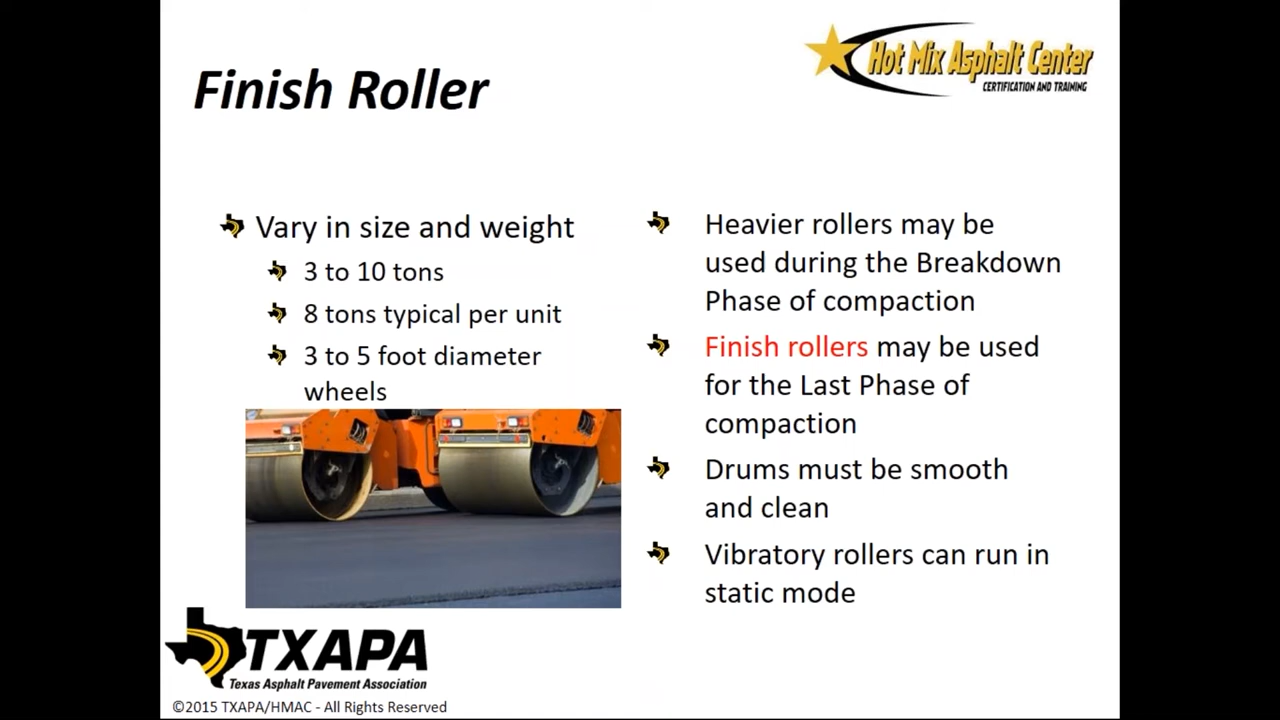 Finish Roller
Hot Mix Asphalt Center
CERTIFICATION AND TRAINING
Vary in size and weight
3 to 10 tons
8 tons typical per unit
3 to 5 foot diameter
wheels
Heavier rollers may be
used during the Breakdown
Phase of compaction
Finish rollers may be used
for the Last Phase of
compaction
Drums must be smooth
and clean
Vibratory rollers can run in
static mode
TXAPA
Texas Asphalt Pavement Association
©2015 TXAPA/HMAC - All Rights Reserved